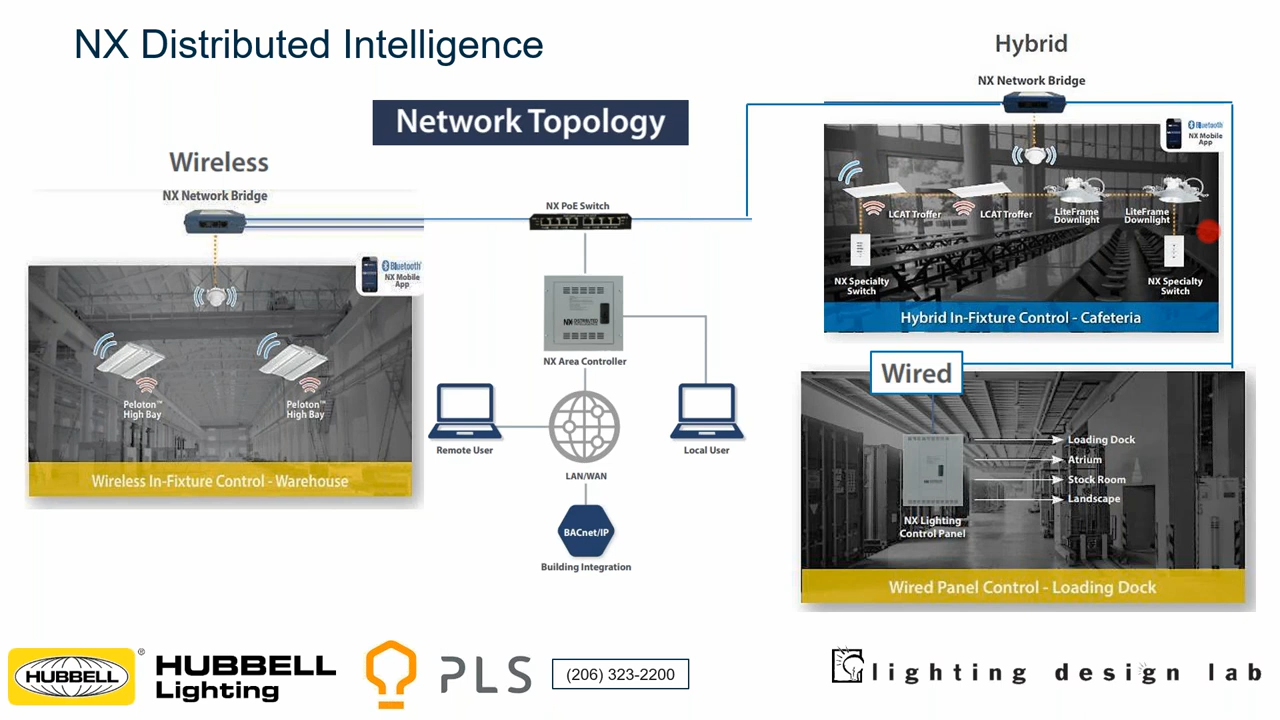 NX Distributed Intelligence
Network Topology
Wireless
NX Network Bridge
Bluetooth®
NX Mobile
App
Peloton™
High Bay
Peloton™
High Bay
Wireless In-Fixture Control - Warehouse
NX PoE Switch
NX Area Controller
Remote User
Local User
LAN/WAN
BACnet/IP
Building Integration
Hybrid
NX Network Bridge
Bluetooth®
NX Mobile
App
LCAT Troffer
LCAT Troffer
LiteFrame
Downlight
LiteFrame
Downlight
NX Specialty
Switch
NX Specialty
Switch
Hybrid In-Fixture Control - Cafeteria
Wired
Loading Dock
Atrium
Stock Room
Landscape
NX Lighting
Control Panel
Wired Panel Control - Loading Dock
HUBBELL
®
HUBBELL
Lighting
PLS
(206) 323-2200
lighting design lab